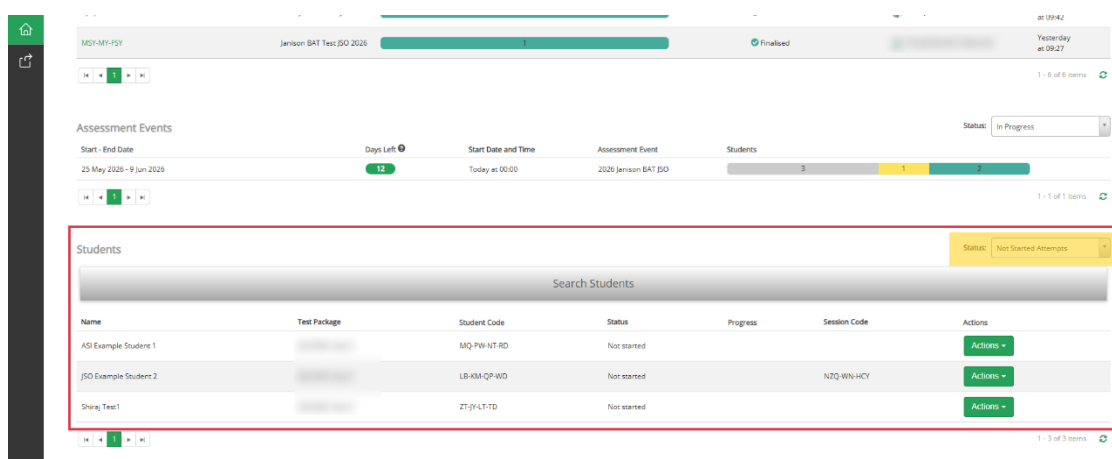 at 09:42
MSY-MY-FSY Janison BAT Test JSO 2026 1 Finalised Yesterday at 09:27
1 1 - 6 of 6 items
Assessment Events Status: In Progress
Start - End Date Days Left Start Date and Time Assessment Event Students
25 May 2026 - 9 Jun 2026 12 Today at 00:00 2026 Janison BAT JSO 3 1 2
1 1 - 1 of 1 items
Students Status: Not Started Attempts
Search Students
Name Test Package Student Code Status Progress Session Code Actions
ASI Example Student 1 MQ-PW-NT-RD Not started Actions
JSO Example Student 2 LB-KM-QP-WD Not started NZQ-WN-HCY Actions
Shiraj Test1 ZT-JY-LT-TD Not started Actions
1 1 - 3 of 3 items